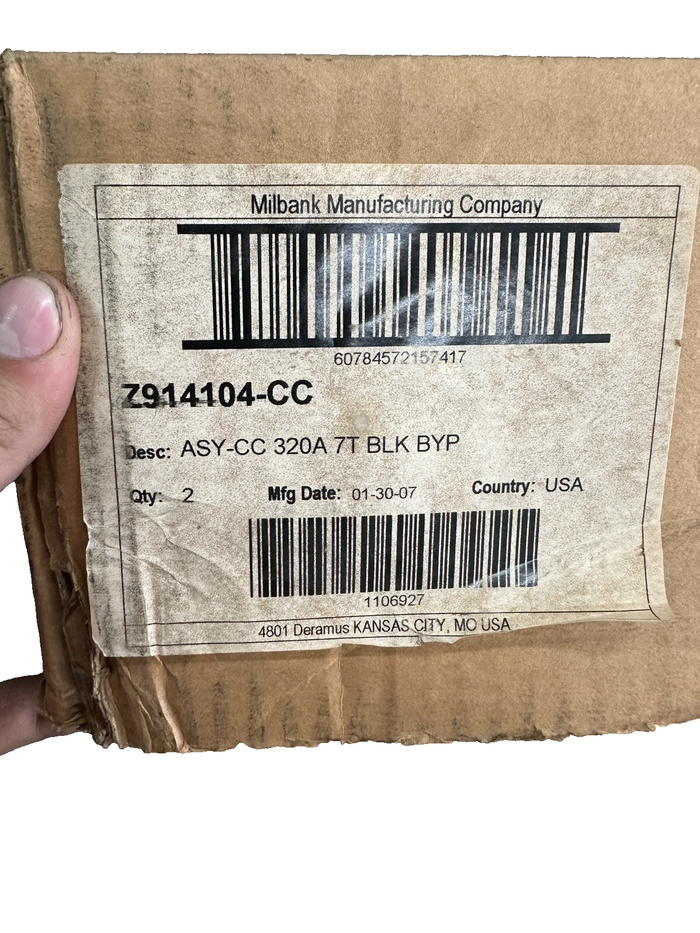 Milbank Manufacturing Company
60784572157417
Z914104-CC
Desc: ASY-CC 320A 7T BLK BYP
Qty: 2 Mfg Date: 01-30-07 Country: USA
1106927
4801 Deramus KANSAS CITY, MO USA